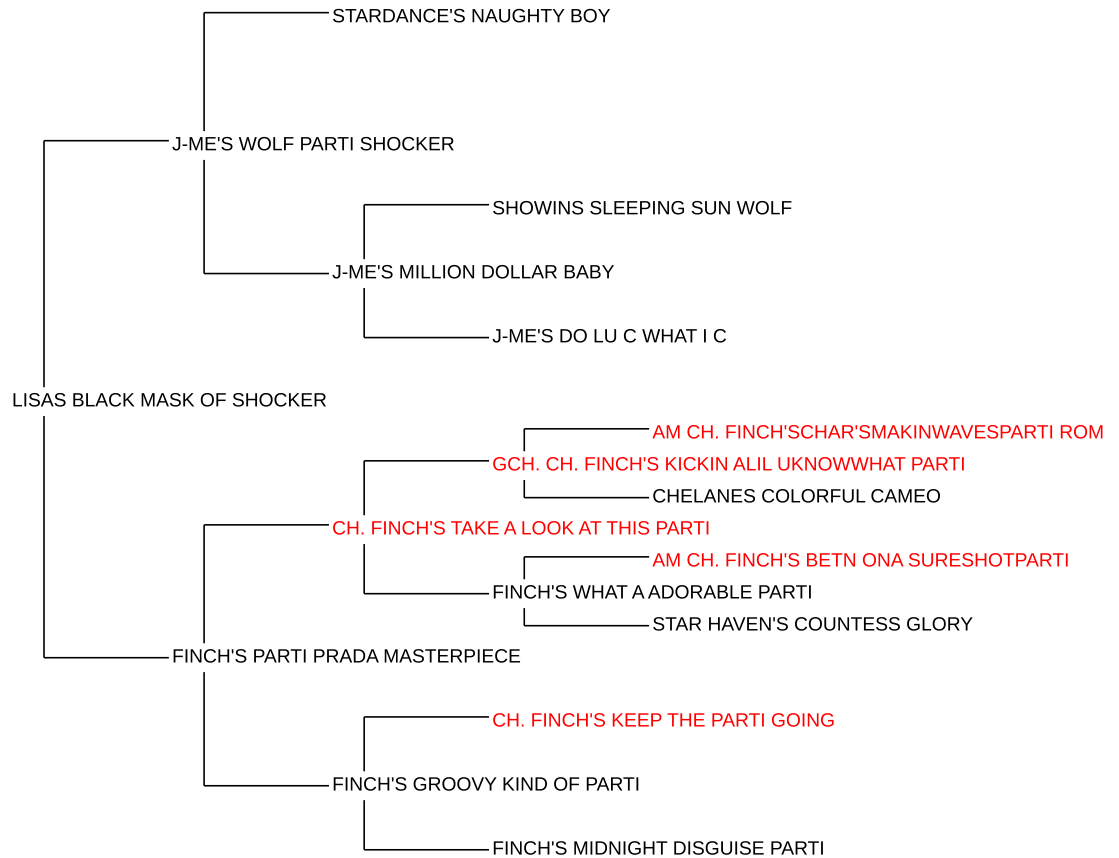 STARDANCE'S NAUGHTY BOY
J-ME'S WOLF PARTI SHOCKER
SHOWINS SLEEPING SUN WOLF
J-ME'S MILLION DOLLAR BABY
J-ME'S DO LU C WHAT I C
LISAS BLACK MASK OF SHOCKER
AM CH. FINCH'SCHAR'SMAKINWAVESPARTI ROM
GCH. CH. FINCH'S KICKIN ALIL UKNOWWHAT PARTI
CHELANES COLORFUL CAMEO
CH. FINCH'S TAKE A LOOK AT THIS PARTI
AM CH. FINCH'S BETN ONA SURESHOTPARTI
FINCH'S WHAT A ADORABLE PARTI
STAR HAVEN'S COUNTESS GLORY
FINCH'S PARTI PRADA MASTERPIECE
CH. FINCH'S KEEP THE PARTI GOING
FINCH'S GROOVY KIND OF PARTI
FINCH'S MIDNIGHT DISGUISE PARTI